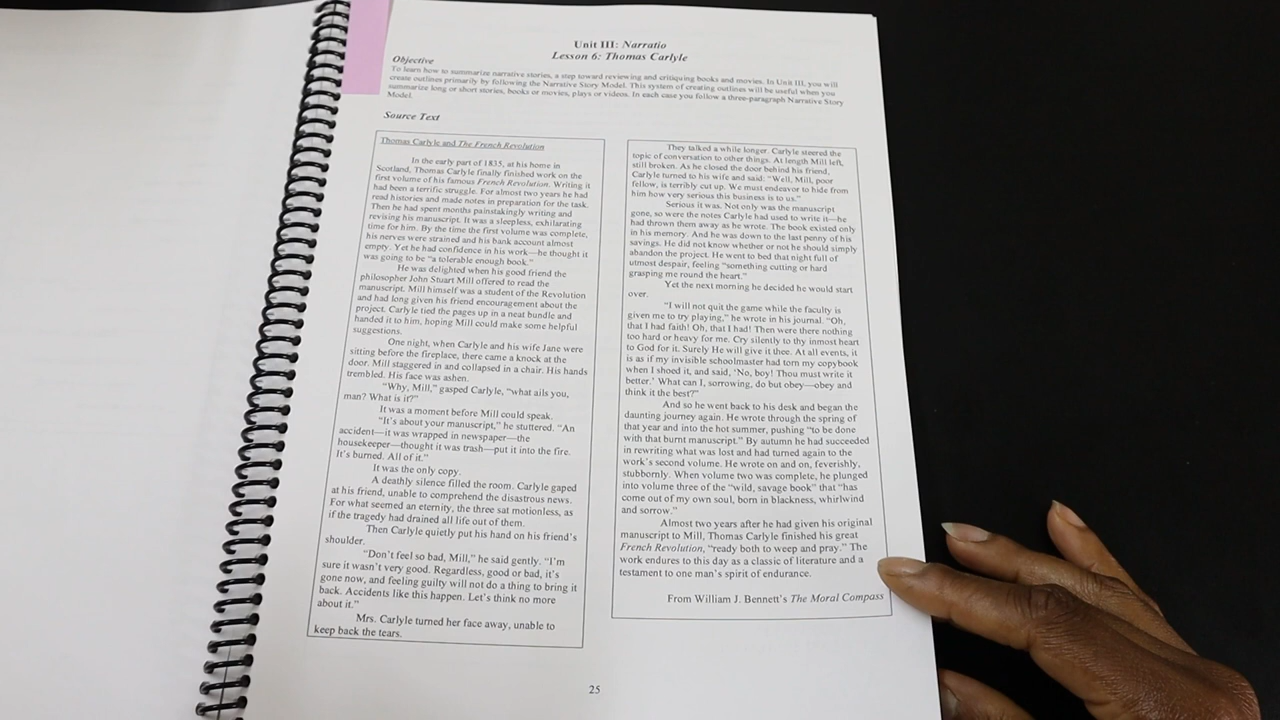 Unit III: Narratio
Lesson 6: Thomas Carlyle
Objective
To learn how to summarize narrative stories, a step toward reviewing and critiquing books and movies. In Unit III, you will
create outlines primarily by following the Narrative Story Model. This system of creating outlines will be useful when you
summarize long or short stories, books or movies, plays or videos. In each case you follow a three-paragraph Narrative Story
Model.
Source Text
Thomas Carlyle and The French Revolution
In the early part of 1835, at his home in
Scotland, Thomas Carlyle finally finished work on the
first volume of his famous French Revolution. Writing it
had been a terrific struggle. For almost two years he had
read histories and made notes in preparation for the task.
Then he had spent months painstakingly writing and
revising his manuscript. It was a sleepless, exhilarating
time for him. By the time the first volume was complete,
his nerves were strained and his bank account almost
empty. Yet he had confidence in his work—he thought it
was going to be "a tolerable enough book."
He was delighted when his good friend the
philosopher John Stuart Mill offered to read the
manuscript. Mill himself was a student of the Revolution
and had long given his friend encouragement about the
project. Carlyle tied the pages up in a neat bundle and
handed it to him, hoping Mill could make some helpful
suggestions.
One night, when Carlyle and his wife Jane were
sitting before the fireplace, there came a knock at the
door. Mill staggered in and collapsed in a chair. His hands
trembled. His face was ashen.
"Why, Mill," gasped Carlyle, "what ails you,
man? What is it?"
It was a moment before Mill could speak.
"It's about your manuscript," he stuttered. "An
accident—it was wrapped in newspaper—the
housekeeper—thought it was trash—put it into the fire.
It's burned. All of it."
It was the only copy.
A deathly silence filled the room. Carlyle gaped
at his friend, unable to comprehend the disastrous news.
For what seemed an eternity, the three sat motionless, as
if the tragedy had drained all life out of them.
Then Carlyle quietly put his hand on his friend's
shoulder.
"Don't feel so bad, Mill," he said gently. "I'm
sure it wasn't very good. Regardless, good or bad, it's
gone now, and feeling guilty will not do a thing to bring it
back. Accidents like this happen. Let's think no more
about it."
Mrs. Carlyle turned her face away, unable to
keep back the tears.
They talked a while longer. Carlyle steered the
topic of conversation to other things. At length Mill left,
still broken. As he closed the door behind his friend,
Carlyle turned to his wife and said: "Well, Mill, poor
fellow, is terribly cut up. We must endeavor to hide from
him how very serious this business is to us."
Serious it was. Not only was the manuscript
gone, so were the notes Carlyle had used to write it—he
had thrown them away as he wrote. The book existed only
in his memory. And he was down to the last penny of his
savings. He did not know whether or not he should simply
abandon the project. He went to bed that night full of
utmost despair, feeling "something cutting or hard
grasping me round the heart."
Yet the next morning he decided he would start
over.
"I will not quit the game while the faculty is
given me to try playing," he wrote in his journal. "Oh,
that I had faith! Oh, that I had! Then were there nothing
too hard or heavy for me. Cry silently to thy inmost heart
to God for it. Surely He will give it thee. At all events, it
is as if my invisible schoolmaster had torn my copybook
when I shoed it, and said, 'No, boy! Thou must write it
better.' What can I, sorrowing, do but obey—obey and
think it the best?"
And so he went back to his desk and began the
daunting journey again. He wrote through the spring of
that year and into the hot summer, pushing "to be done
with that burnt manuscript." By autumn he had succeeded
in rewriting what was lost and had turned again to the
work's second volume. He wrote on and on, feverishly,
stubbornly. When volume two was complete, he plunged
into volume three of the "wild, savage book" that "has
come out of my own soul, born in blackness, whirlwind
and sorrow."
Almost two years after he had given his original
manuscript to Mill, Thomas Carlyle finished his great
French Revolution, "ready both to weep and pray." The
work endures to this day as a classic of literature and a
testament to one man's spirit of endurance.
From William J. Bennett's The Moral Compass
25